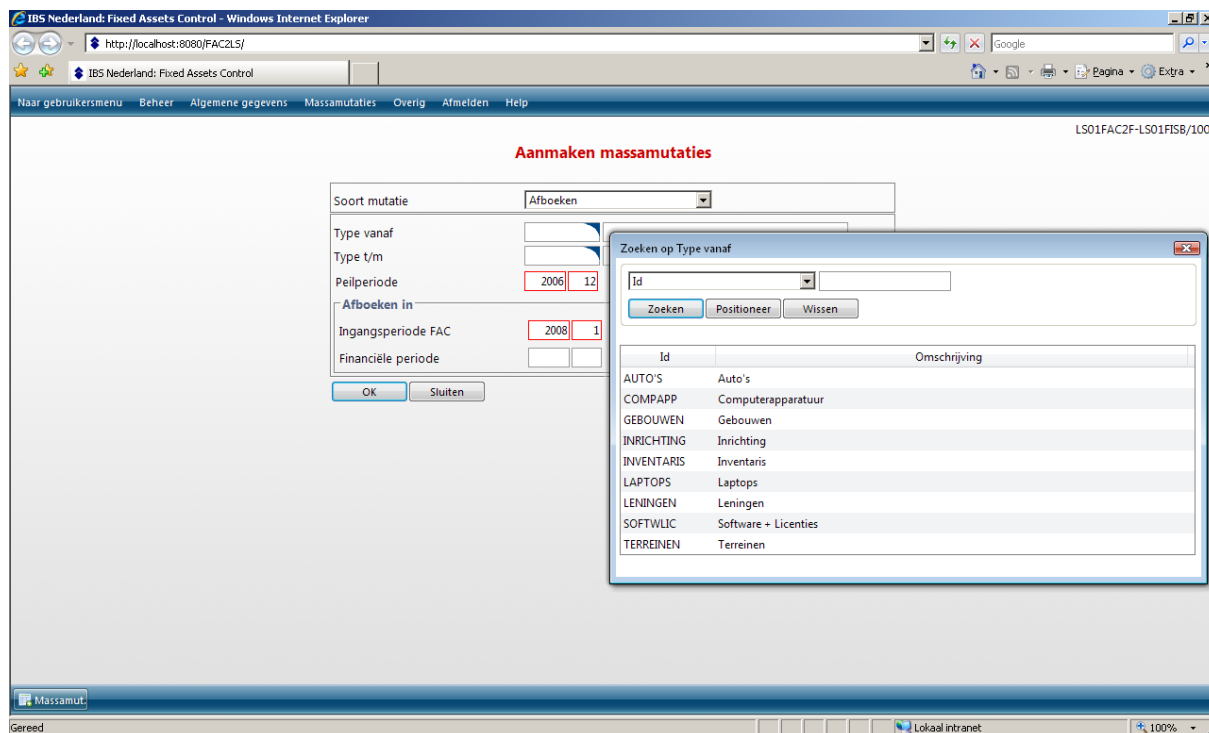 IBS Nederland: Fixed Assets Control - Windows Internet Explorer
http://localhost:8080/FAC2LS/
Google
IBS Nederland: Fixed Assets Control
Pagina
Extra
Naar gebruikersmenu Beheer Algemene gegevens Massamutaties Overig Afmelden Help
LS01FAC2F-LS01FISB/100
Aanmaken massamutaties
Soort mutatie Afboeken
Type vanaf
Type t/m
Peilperiode 2006 12
Afboeken in
Ingangsperiode FAC 2008 1
Financiële periode
OK Sluiten
Zoeken op Type vanaf
Id
Zoeken Positioneer Wissen
Id Omschrijving
AUTO'S Auto's
COMPAPP Computerapparatuur
GEBOUWEN Gebouwen
INRICHTING Inrichting
INVENTARIS Inventaris
LAPTOPS Laptops
LENINGEN Leningen
SOFTWLIC Software + Licenties
TERREINEN Terreinen
Massamut.
Gereed
Lokaal intranet
100%